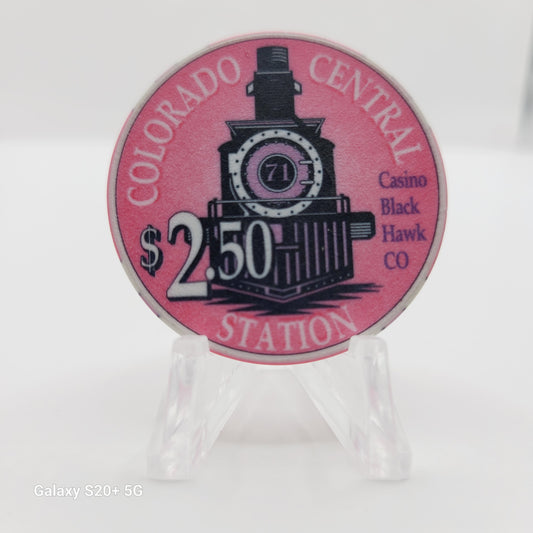 COLORADO CENTRAL
71
Casino
Black
Hawk
CO
$2.50
STATION
Galaxy S20+ 5G